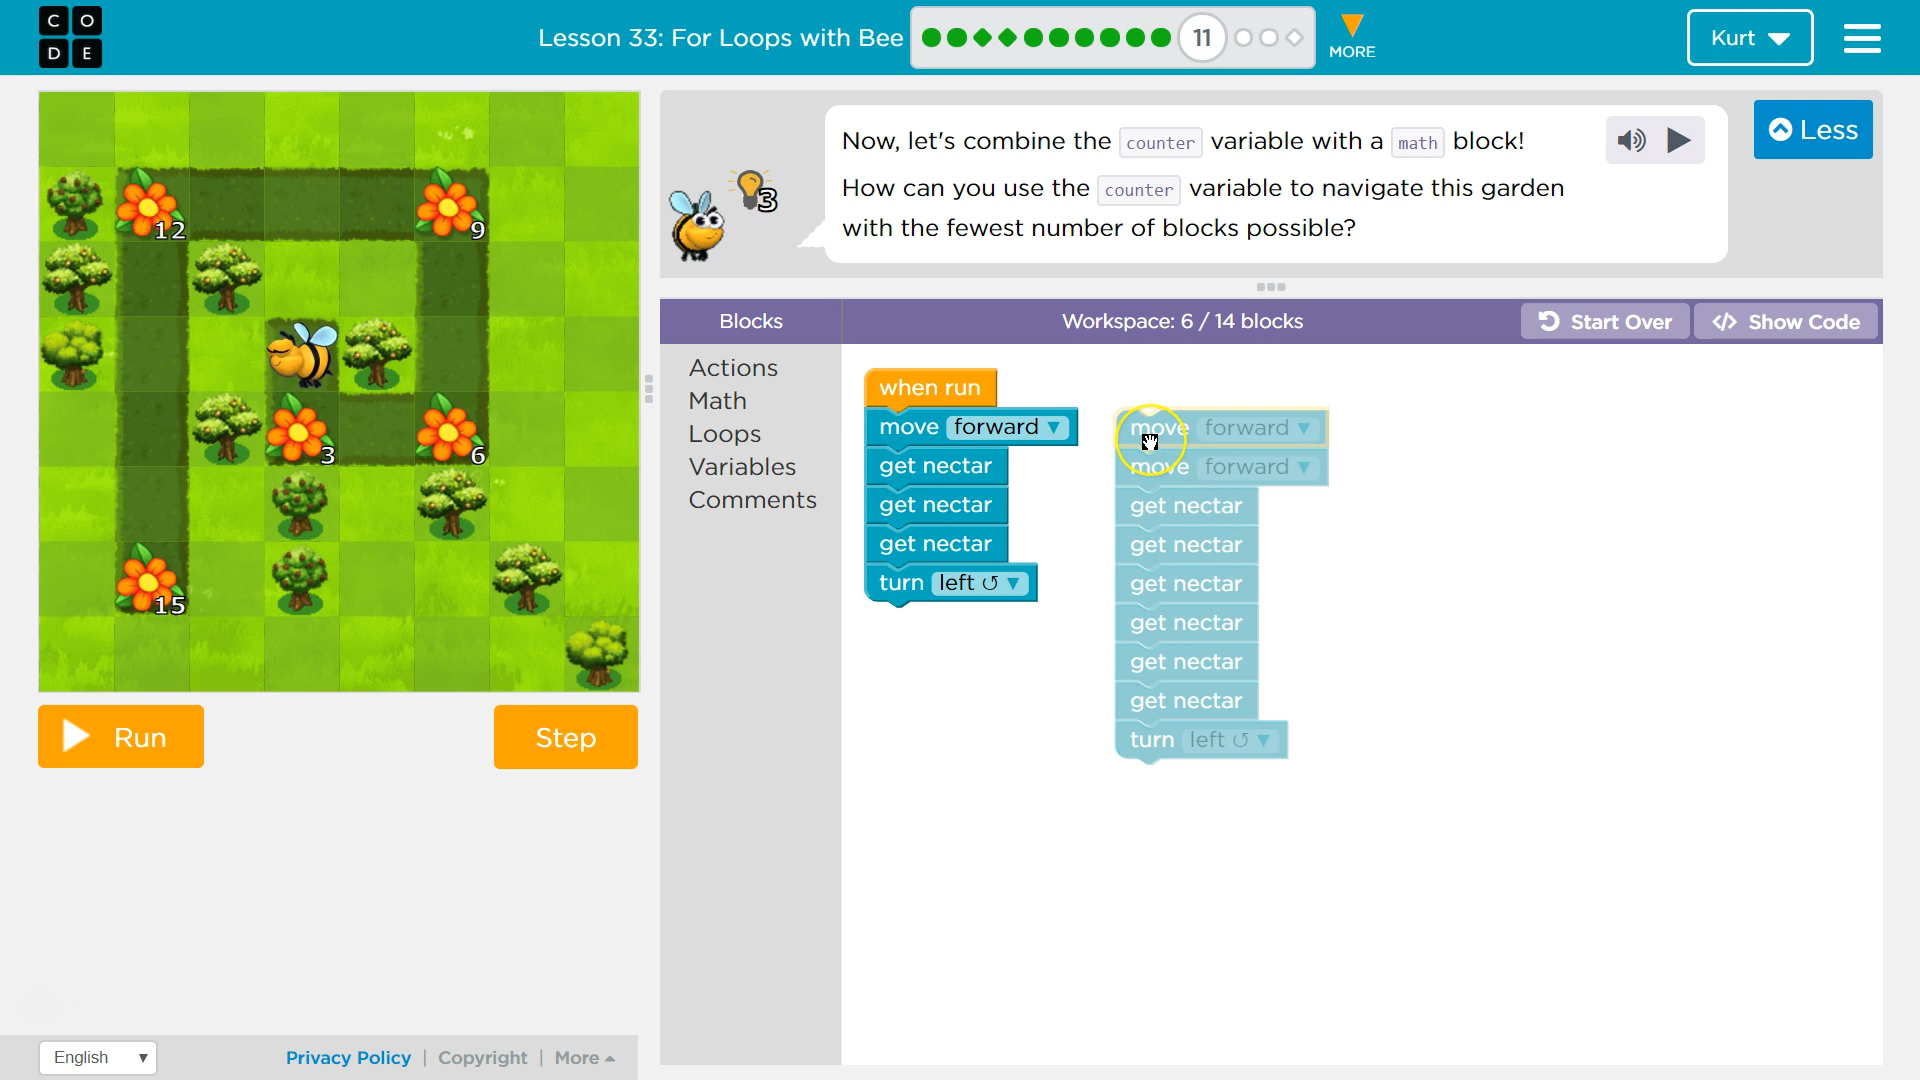 C O
D E
Lesson 33: For Loops with Bee
11
MORE
Kurt
Now, let's combine the counter variable with a math block!
How can you use the counter variable to navigate this garden
with the fewest number of blocks possible?
Less
3
12
9
3
6
15
Run
Step
Blocks
Workspace: 6 / 14 blocks
Start Over
</> Show Code
Actions
Math
Loops
Variables
Comments
when run
move forward
get nectar
get nectar
get nectar
turn left ↺
move forward
move forward
get nectar
get nectar
get nectar
get nectar
get nectar
get nectar
turn left ↺
English
Privacy Policy | Copyright | More